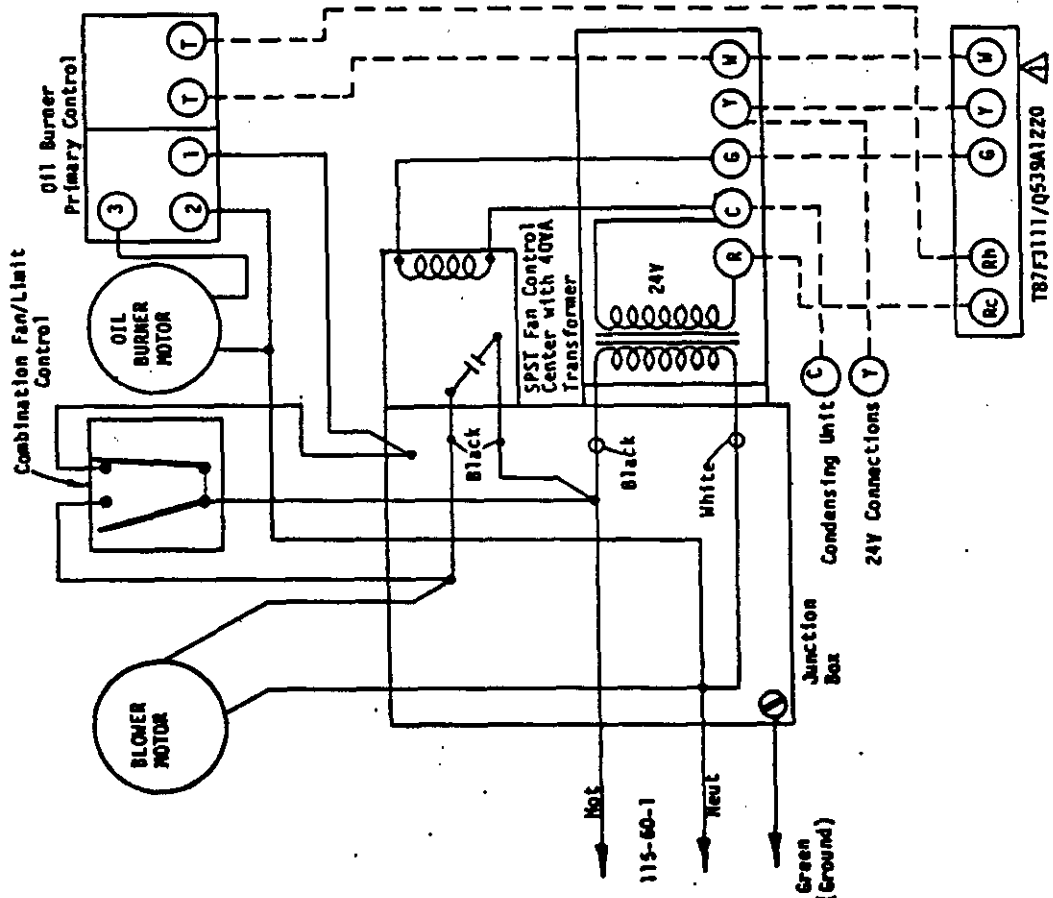 Oil Burner
Primary Control
3
2
1
T
T
Combination Fan/Limit
Control
OIL
BURNER
MOTOR
BLOWER
MOTOR
SPST Fan Control
Center with 40VA
Transformer
24V
R
C
G
Y
W
Black
Black
White
Hot
115-60-1
Neut
Green
(Ground)
Junction
Box
Condensing Unit
24V Connections
C
Y
Rc
Rh
G
Y
W
T87F3111/Q539A1220
1